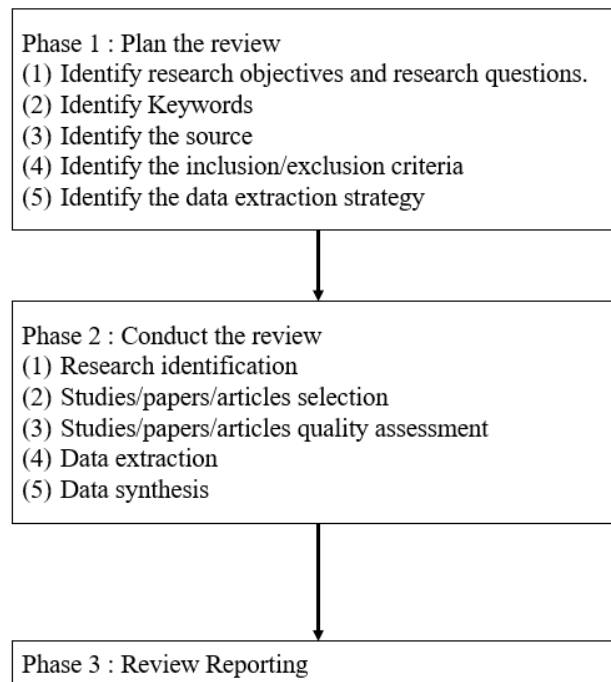 Phase 1 : Plan the review
(1) Identify research objectives and research questions.
(2) Identify Keywords
(3) Identify the source
(4) Identify the inclusion/exclusion criteria
(5) Identify the data extraction strategy
Phase 2 : Conduct the review
(1) Research identification
(2) Studies/papers/articles selection
(3) Studies/papers/articles quality assessment
(4) Data extraction
(5) Data synthesis
Phase 3 : Review Reporting